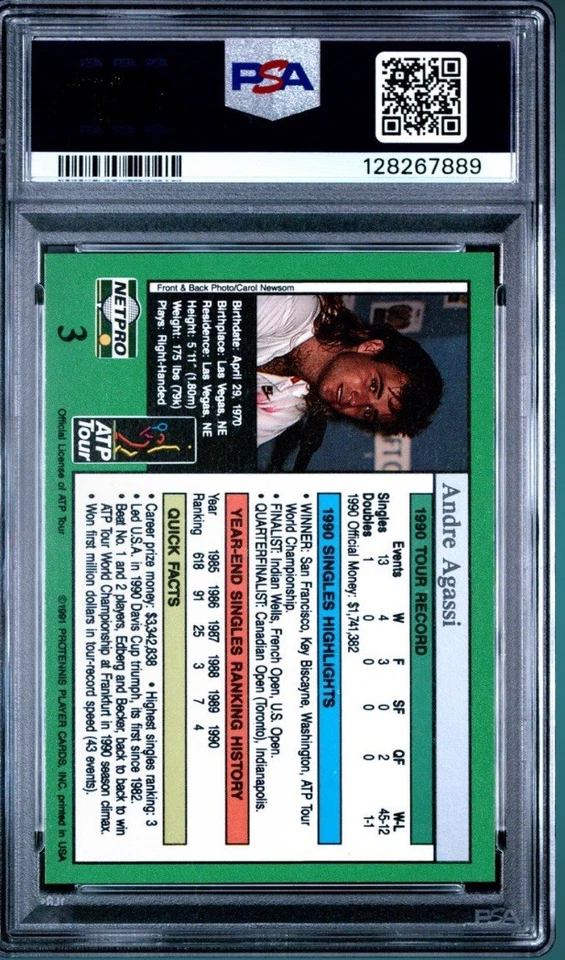 PSA
128267889
Andre Agassi
1990 TOUR RECORD
Events W F SF QF W-L
Singles 13 4 3 0 2 45-12
Doubles 1 0 0 0 0 1-1
1990 Official Money: $1,741,382
1990 SINGLES HIGHLIGHTS
• WINNER: San Francisco, Key Biscayne, Washington, ATP Tour
World Championship.
• FINALIST: Indian Wells, French Open, U.S. Open.
• QUARTERFINALIST: Canadian Open (Toronto), Indianapolis.
YEAR-END SINGLES RANKING HISTORY
Year 1985 1986 1987 1988 1989 1990
Ranking 618 91 25 3 7 4
QUICK FACTS
• Career prize money: $3,342,838 • Highest singles ranking: 3
• Led U.S.A. in 1990 Davis Cup triumph, its first since 1982.
• Beat No. 1 and 2 players, Edberg and Becker, back to back to win
ATP Tour World Championship at Frankfurt in 1990 season climax.
• Won first million dollars in tour-record speed (43 events).
Front & Back Photo/Carol Newsom
Birthdate: April 29, 1970
Birthplace: Las Vegas, NE
Residence: Las Vegas, NE
Height: 5 '11" (1.80m)
Weight: 175 lbs (79k)
Plays: Right-Handed
ATP
Tour
NETPRO
3
Official License of ATP Tour
©1991 PROTENNIS PLAYER CARDS, INC. printed in USA
PSA